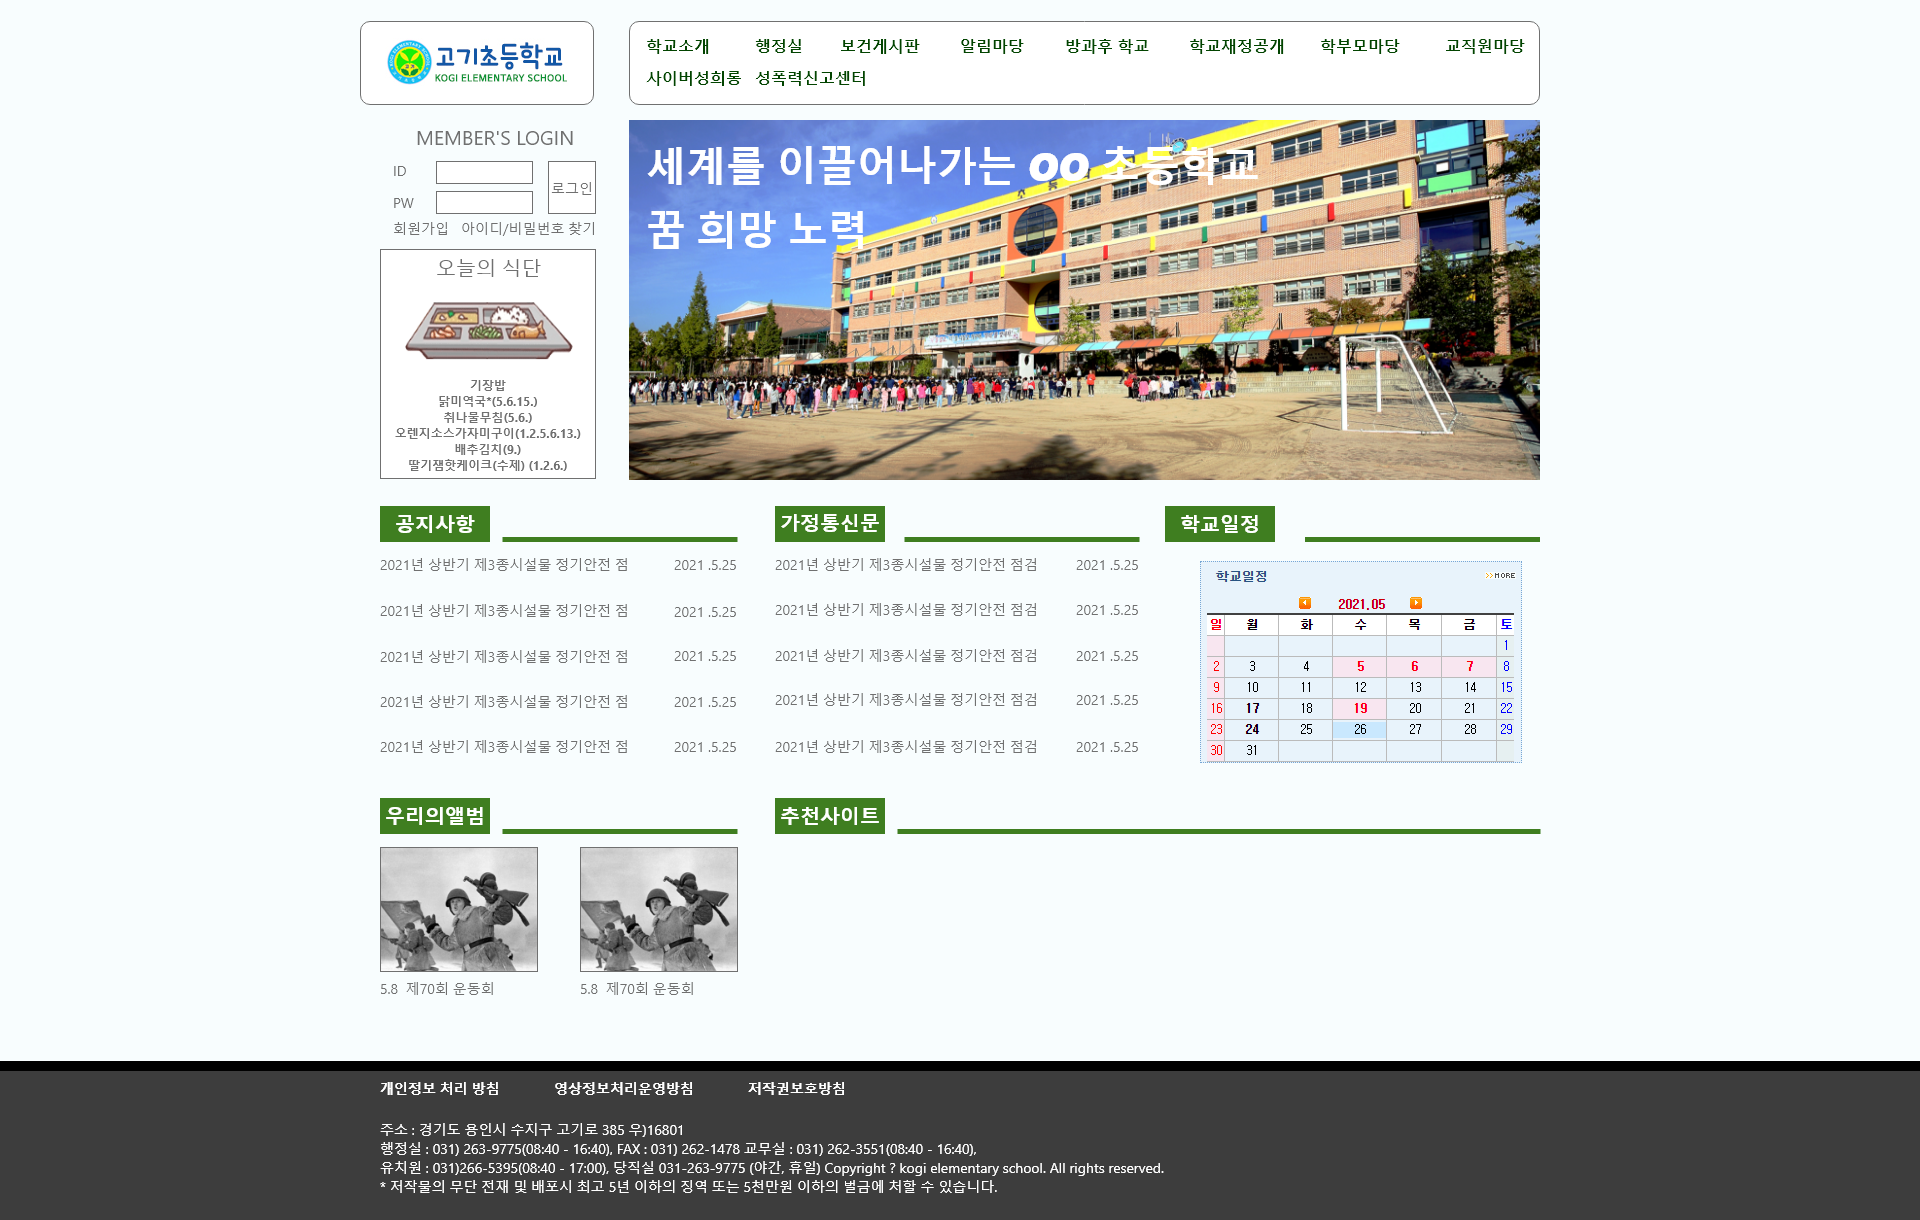 고기초등학교
KOGI ELEMENTARY SCHOOL
학교소개 행정실 보건게시판 알림마당 방과후 학교 학교재정공개 학부모마당 교직원마당
사이버성희롱 성폭력신고센터
MEMBER'S LOGIN
ID
PW
로그인
회원가입 아이디/비밀번호 찾기
오늘의 식단
기장밥
닭미역국*(5.6.15.)
취나물무침(5.6.)
오렌지소스가자미구이(1.2.5.6.13.)
배추김치(9.)
딸기잼핫케이크(수제) (1.2.6.)
세계를 이끌어나가는 OO 초등학교
꿈 희망 노력
공지사항
2021년 상반기 제3종시설물 정기안전 점 2021 .5.25
2021년 상반기 제3종시설물 정기안전 점 2021 .5.25
2021년 상반기 제3종시설물 정기안전 점 2021 .5.25
2021년 상반기 제3종시설물 정기안전 점 2021 .5.25
2021년 상반기 제3종시설물 정기안전 점 2021 .5.25
가정통신문
2021년 상반기 제3종시설물 정기안전 점검 2021 .5.25
2021년 상반기 제3종시설물 정기안전 점검 2021 .5.25
2021년 상반기 제3종시설물 정기안전 점검 2021 .5.25
2021년 상반기 제3종시설물 정기안전 점검 2021 .5.25
2021년 상반기 제3종시설물 정기안전 점검 2021 .5.25
학교일정
학교일정 >>MORE
2021.05
일 월 화 수 목 금 토
1
2 3 4 5 6 7 8
9 10 11 12 13 14 15
16 17 18 19 20 21 22
23 24 25 26 27 28 29
30 31
우리의앨범
5.8 제70회 운동회
5.8 제70회 운동회
추천사이트
개인정보 처리 방침 영상정보처리운영방침 저작권보호방침
주소 : 경기도 용인시 수지구 고기로 385 우)16801
행정실 : 031) 263-9775(08:40 - 16:40), FAX : 031) 262-1478 교무실 : 031) 262-3551(08:40 - 16:40),
유치원 : 031)266-5395(08:40 - 17:00), 당직실 031-263-9775 (야간, 휴일) Copyright ? kogi elementary school. All rights reserved.
* 저작물의 무단 전재 및 배포시 최고 5년 이하의 징역 또는 5천만원 이하의 벌금에 처할 수 있습니다.